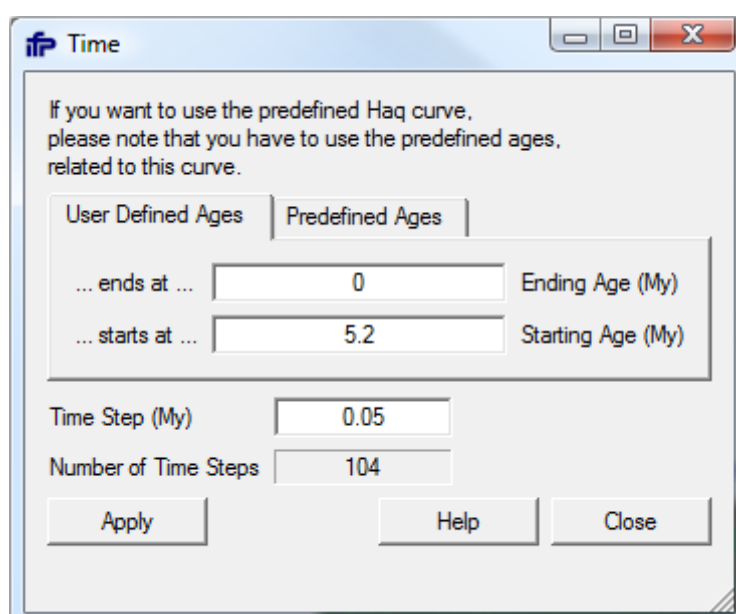 ifp Time
If you want to use the predefined Haq curve,
please note that you have to use the predefined ages,
related to this curve.
User Defined Ages Predefined Ages
... ends at ... 0 Ending Age (My)
... starts at ... 5.2 Starting Age (My)
Time Step (My) 0.05
Number of Time Steps 104
Apply Help Close